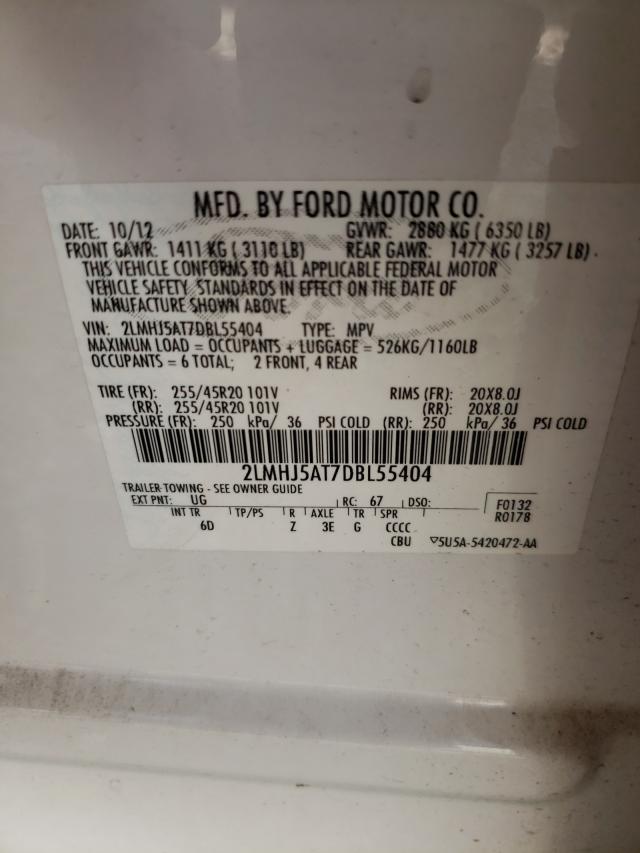 MFD. BY FORD MOTOR CO.
DATE: 10/12 GVWR: 2880 KG ( 6350 LB)
FRONT GAWR: 1411 KG ( 3110 LB) REAR GAWR: 1477 KG ( 3257 LB)
THIS VEHICLE CONFORMS TO ALL APPLICABLE FEDERAL MOTOR
VEHICLE SAFETY STANDARDS IN EFFECT ON THE DATE OF
MANUFACTURE SHOWN ABOVE.
VIN: 2LMHJ5AT7DBL55404 TYPE: MPV
MAXIMUM LOAD = OCCUPANTS + LUGGAGE = 526KG/1160LB
OCCUPANTS = 6 TOTAL; 2 FRONT, 4 REAR
TIRE (FR): 255/45R20 101V RIMS (FR): 20X8.0J
(RR): 255/45R20 101V (RR): 20X8.0J
PRESSURE (FR): 250 kPa/ 36 PSI COLD (RR): 250 kPa/ 36 PSI COLD
2LMHJ5AT7DBL55404
TRAILER TOWING - SEE OWNER GUIDE
EXT PNT: UG RC: 67 DSO: F0132
INT TR TP/PS R AXLE TR SPR R0178
6D Z 3E G CCCC
CBU ▽5U5A-5420472-AA